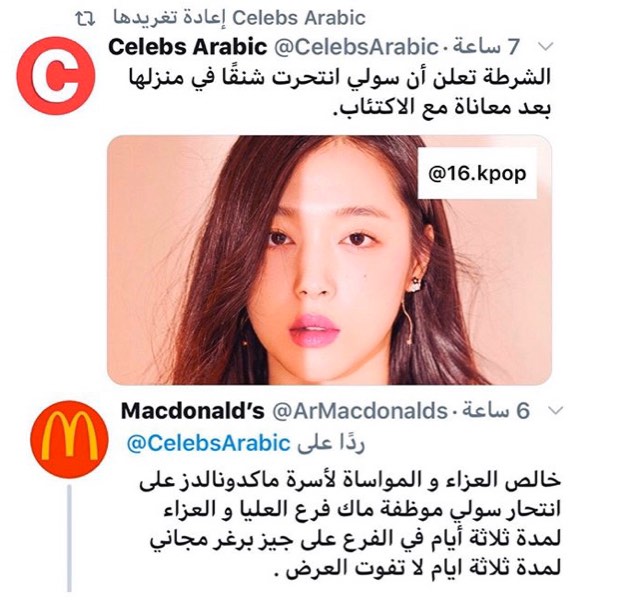 Celebs Arabic إعادة تغريدها
Celebs Arabic @CelebsArabic · 7 ساعة
الشرطة تعلن أن سولي انتحرت شنقًا في منزلها
بعد معاناة مع الاكتئاب.
@16.kpop
Macdonald's @ArMacdonalds · 6 ساعة
ردًا على @CelebsArabic
خالص العزاء و المواساة لأسرة ماكدونالدز على
انتحار سولي موظفة ماك فرع العليا و العزاء
لمدة ثلاثة أيام في الفرع على جيز برغر مجاني
لمدة ثلاثة ايام لا تفوت العرض .